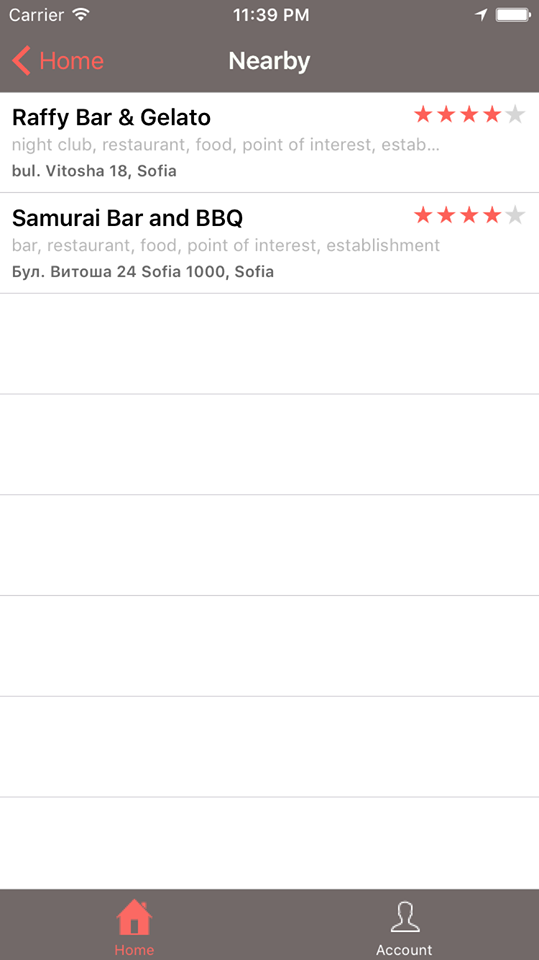 Carrier 11:39 PM
Home Nearby
Raffy Bar & Gelato
night club, restaurant, food, point of interest, estab...
bul. Vitosha 18, Sofia
Samurai Bar and BBQ
bar, restaurant, food, point of interest, establishment
Бул. Витоша 24 Sofia 1000, Sofia
Home Account